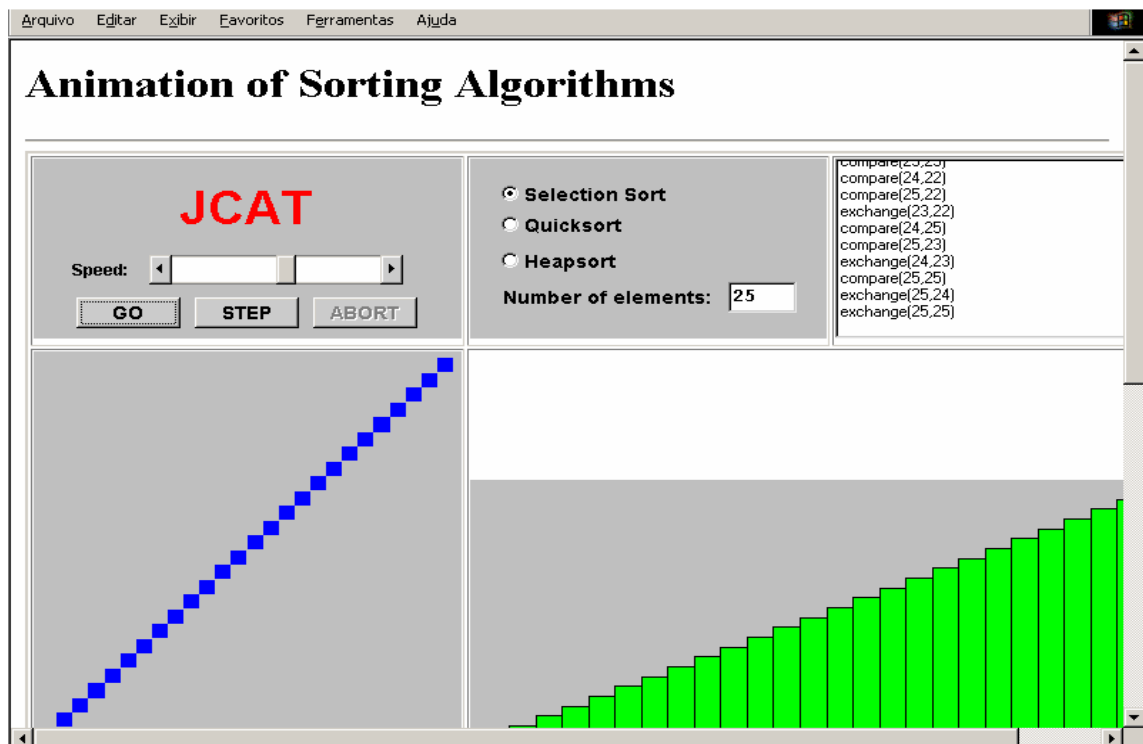 Arquivo Editar Exibir Favoritos Ferramentas Ajuda
Animation of Sorting Algorithms
JCAT
Speed:
GO STEP ABORT
Selection Sort
Quicksort
Heapsort
Number of elements: 25
compare(24,22)
compare(25,22)
exchange(23,22)
compare(24,25)
compare(25,23)
exchange(24,23)
compare(25,25)
exchange(25,24)
exchange(25,25)